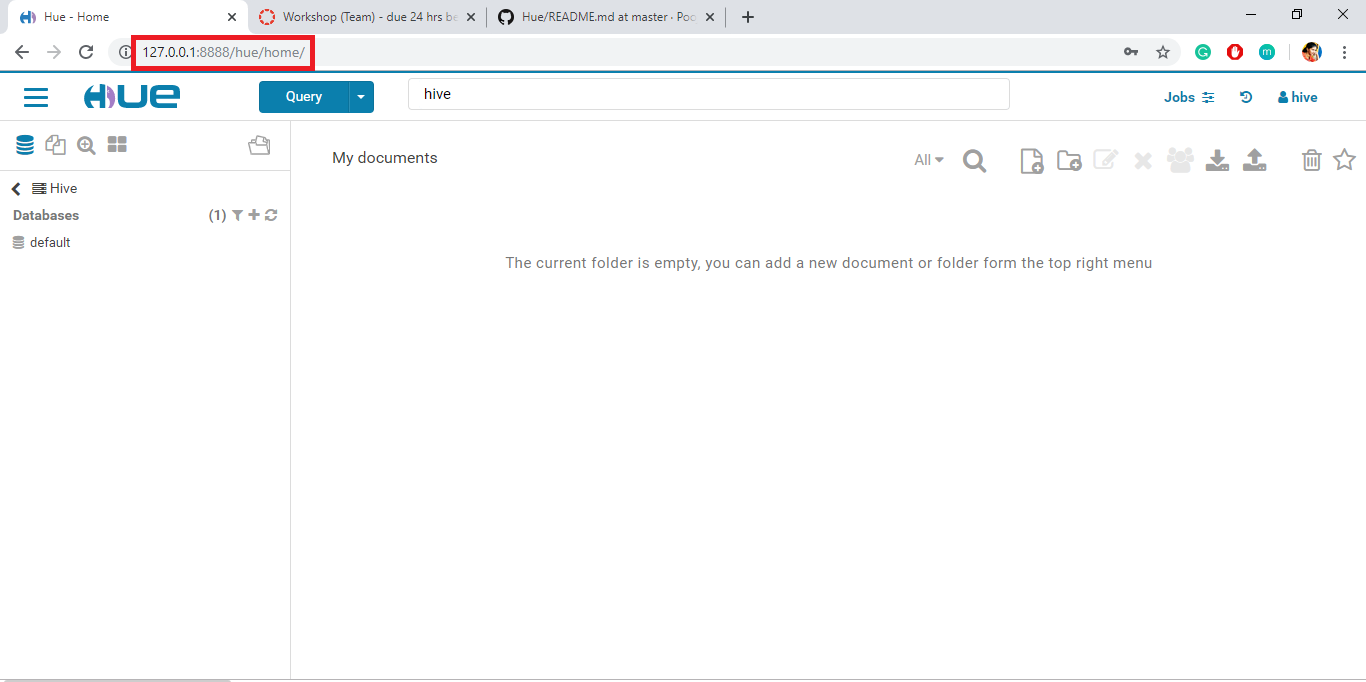 Hue - Home
Workshop (Team) - due 24 hrs be
Hue/README.md at master · Poo
127.0.0.1:8888/hue/home/
HUE
Query
hive
Jobs
hive
My documents
All
Hive
Databases
(1)
default
The current folder is empty, you can add a new document or folder form the top right menu